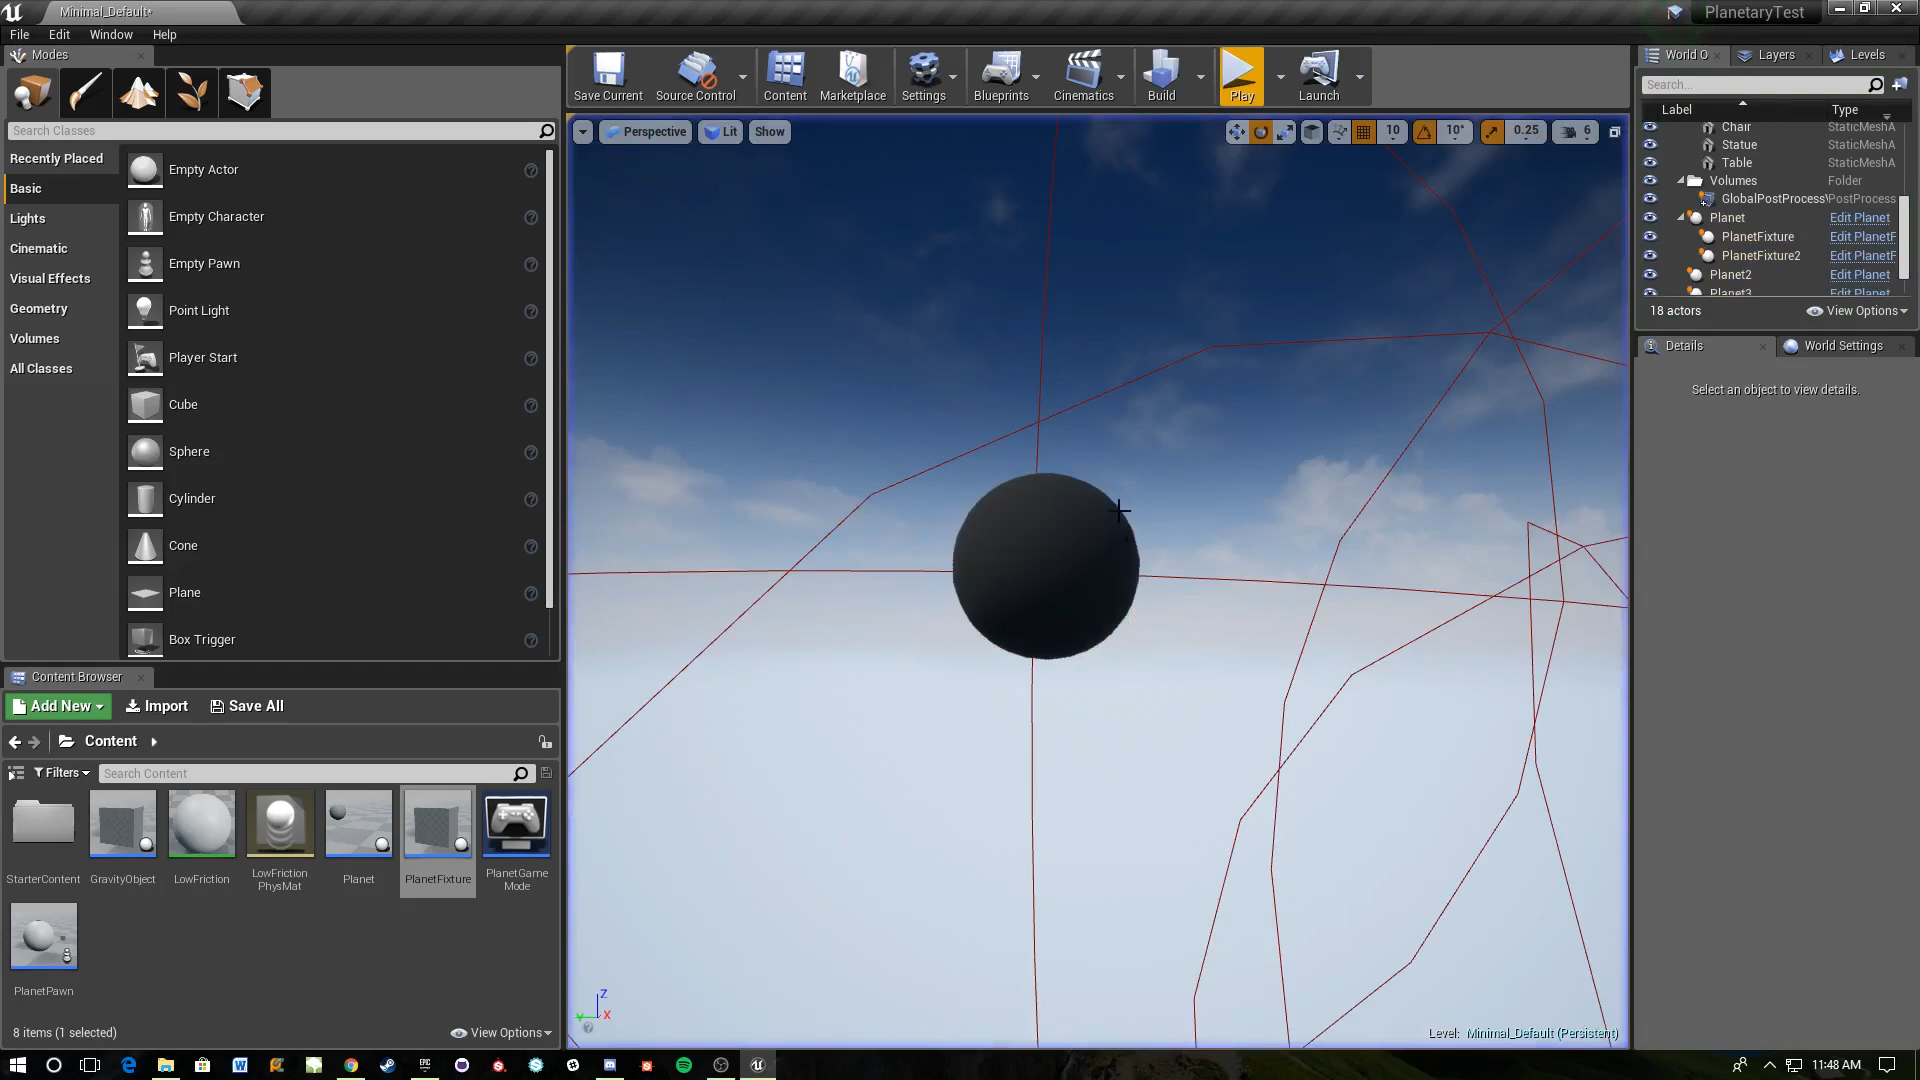 Minimal_Default*
PlanetaryTest
File Edit Window Help
Modes
Search Classes
Recently Placed
Basic
Lights
Cinematic
Visual Effects
Geometry
Volumes
All Classes
Empty Actor
Empty Character
Empty Pawn
Point Light
Player Start
Cube
Sphere
Cylinder
Cone
Plane
Box Trigger
Save Current
Source Control
Content
Marketplace
Settings
Blueprints
Cinematics
Build
Play
Launch
Perspective Lit Show
10 10° 0.25 6
World O Layers Levels
Search...
Label Type
Chair StaticMeshA
Statue StaticMeshA
Table StaticMeshA
Volumes Folder
GlobalPostProcess PostProcess
Planet Edit Planet
PlanetFixture Edit PlanetF
PlanetFixture2 Edit PlanetF
Planet2 Edit Planet
Planet3 Edit Planet
18 actors View Options
Details World Settings
Select an object to view details.
Content Browser
Add New Import Save All
Content
Filters Search Content
StarterContent
GravityObject
LowFriction
LowFriction
PhysMat
Planet
PlanetFixture
PlanetGame
Mode
PlanetPawn
8 items (1 selected) View Options
Z
Y X
Level: Minimal_Default (Persistent)
11:48 AM